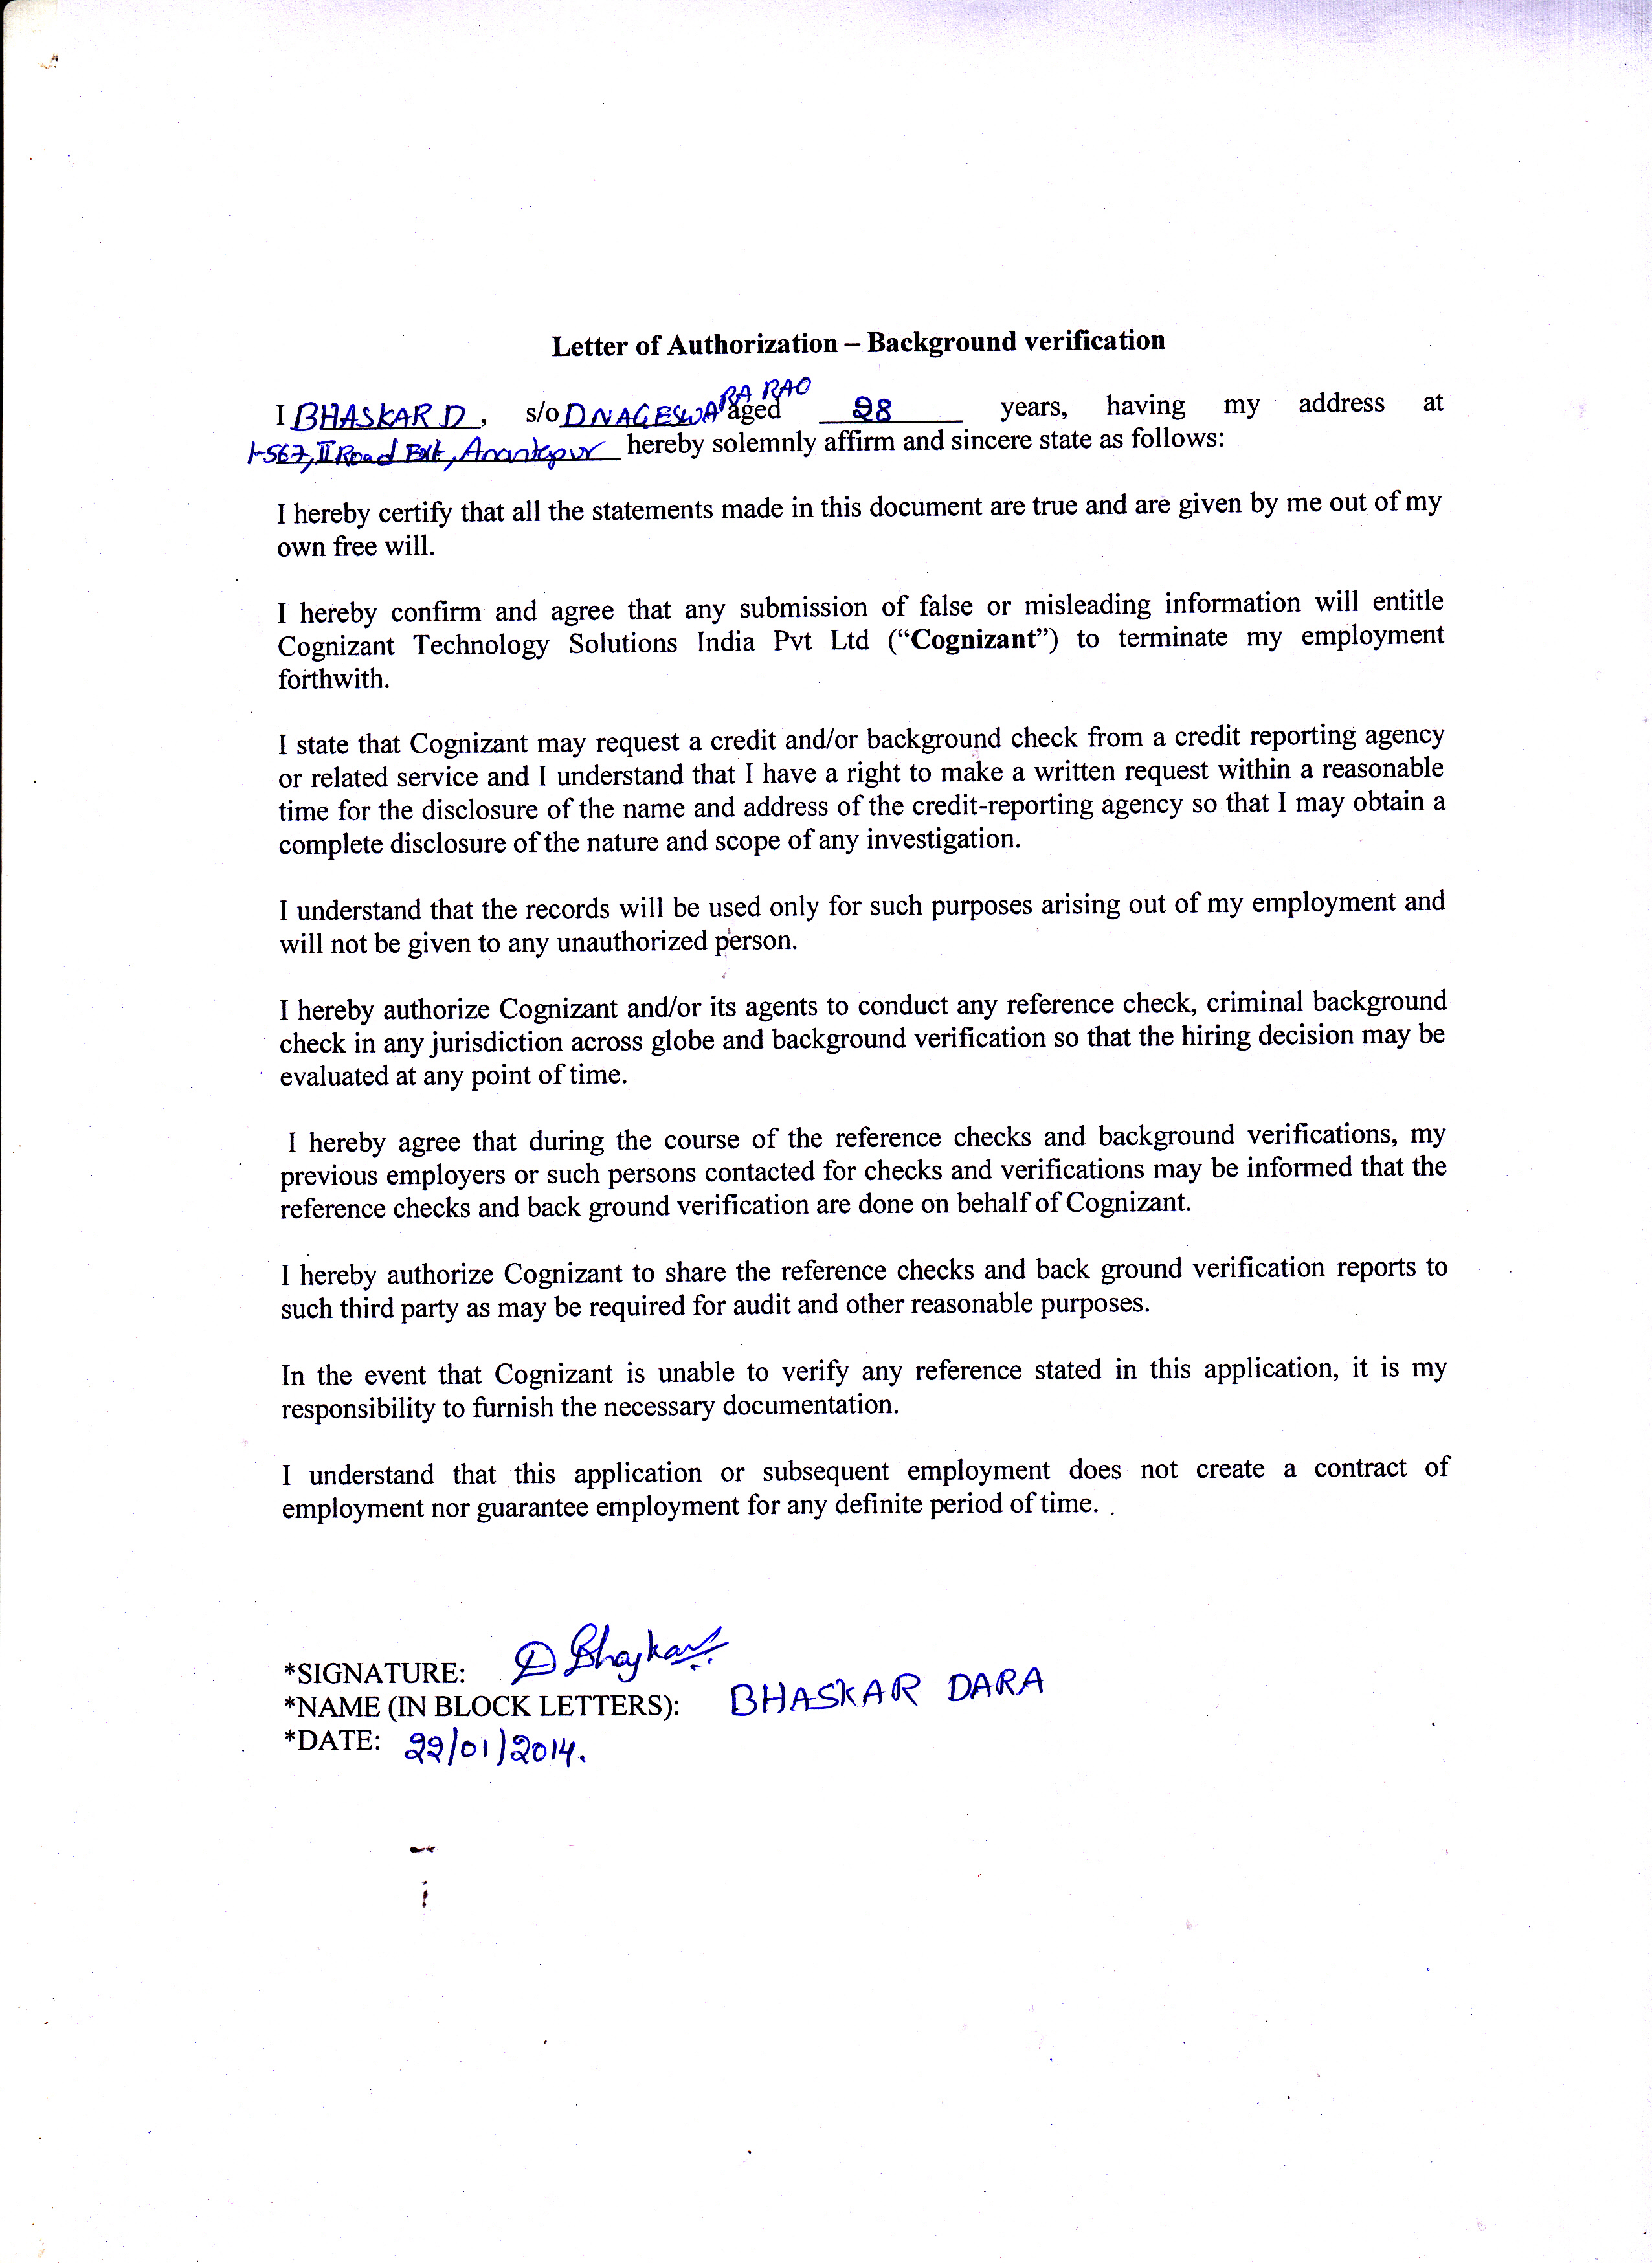 Letter of Authorization – Background verification
I BHASKAR D, s/o D NAGESWARA RAO aged 28 years, having my address at
1-567, II Road Ext, Anantapur hereby solemnly affirm and sincere state as follows:
I hereby certify that all the statements made in this document are true and are given by me out of my
own free will.
I hereby confirm and agree that any submission of false or misleading information will entitle
Cognizant Technology Solutions India Pvt Ltd (“Cognizant”) to terminate my employment
forthwith.
I state that Cognizant may request a credit and/or background check from a credit reporting agency
or related service and I understand that I have a right to make a written request within a reasonable
time for the disclosure of the name and address of the credit-reporting agency so that I may obtain a
complete disclosure of the nature and scope of any investigation.
I understand that the records will be used only for such purposes arising out of my employment and
will not be given to any unauthorized person.
I hereby authorize Cognizant and/or its agents to conduct any reference check, criminal background
check in any jurisdiction across globe and background verification so that the hiring decision may be
evaluated at any point of time.
I hereby agree that during the course of the reference checks and background verifications, my
previous employers or such persons contacted for checks and verifications may be informed that the
reference checks and back ground verification are done on behalf of Cognizant.
I hereby authorize Cognizant to share the reference checks and back ground verification reports to
such third party as may be required for audit and other reasonable purposes.
In the event that Cognizant is unable to verify any reference stated in this application, it is my
responsibility to furnish the necessary documentation.
I understand that this application or subsequent employment does not create a contract of
employment nor guarantee employment for any definite period of time. .
*SIGNATURE: D Bhaskar
*NAME (IN BLOCK LETTERS): BHASKAR DARA
*DATE: 22/01/2014.